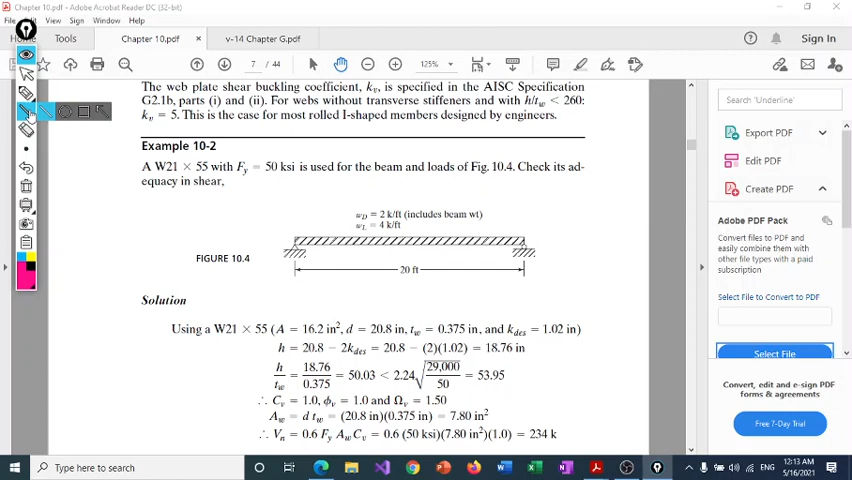 Chapter 10.pdf - Adobe Acrobat Reader DC (32-bit)
File Edit View Sign Window Help
Home Tools Chapter 10.pdf × v-14 Chapter G.pdf Sign In
7 / 44 125%
The web plate shear buckling coefficient, kv, is specified in the AISC Specification
G2.1b, parts (i) and (ii). For webs without transverse stiffeners and with h/tw < 260:
kv = 5. This is the case for most rolled I-shaped members designed by engineers.
Example 10-2
A W21 × 55 with Fy = 50 ksi is used for the beam and loads of Fig. 10.4. Check its ad-
equacy in shear,
wD = 2 k/ft (includes beam wt)
wL = 4 k/ft
FIGURE 10.4
20 ft
Solution
Using a W21 × 55 (A = 16.2 in², d = 20.8 in, tw = 0.375 in, and kdes = 1.02 in)
h = 20.8 − 2kdes = 20.8 − (2)(1.02) = 18.76 in
h/tw = 18.76/0.375 = 50.03 < 2.24√(29,000/50) = 53.95
∴ Cv = 1.0, ϕv = 1.0 and Ωv = 1.50
Aw = d tw = (20.8 in)(0.375 in) = 7.80 in²
∴ Vn = 0.6 Fy Aw Cv = 0.6 (50 ksi)(7.80 in²)(1.0) = 234 k
Search 'Underline'
Export PDF
Edit PDF
Create PDF
Adobe PDF Pack
Convert files to PDF and
easily combine them with
other file types with a paid
subscription
Select File to Convert to PDF
Select File
Convert, edit and e-sign PDF
forms & agreements
Free 7-Day Trial
Type here to search
ENG
12:13 AM
5/16/2021